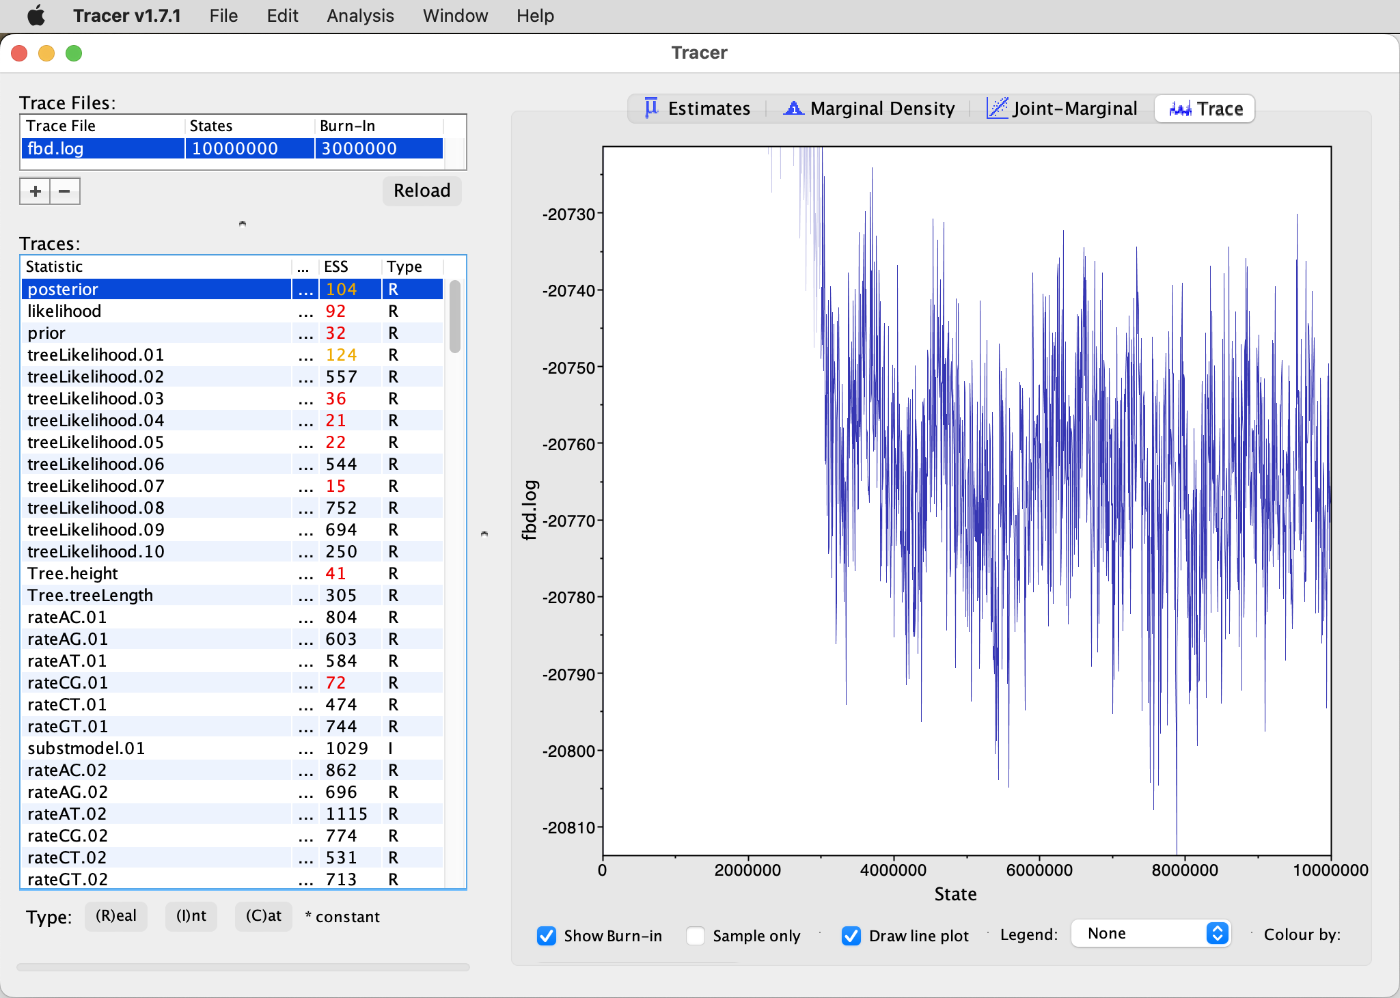 Tracer v1.7.1 File Edit Analysis Window Help
Tracer
Trace Files:
Trace File States Burn-In
fbd.log 10000000 3000000
+ −
Reload
Traces:
Statistic ... ESS Type
posterior ... 104 R
likelihood ... 92 R
prior ... 32 R
treeLikelihood.01 ... 124 R
treeLikelihood.02 ... 557 R
treeLikelihood.03 ... 36 R
treeLikelihood.04 ... 21 R
treeLikelihood.05 ... 22 R
treeLikelihood.06 ... 544 R
treeLikelihood.07 ... 15 R
treeLikelihood.08 ... 752 R
treeLikelihood.09 ... 694 R
treeLikelihood.10 ... 250 R
Tree.height ... 41 R
Tree.treeLength ... 305 R
rateAC.01 ... 804 R
rateAG.01 ... 603 R
rateAT.01 ... 584 R
rateCG.01 ... 72 R
rateCT.01 ... 474 R
rateGT.01 ... 744 R
substmodel.01 ... 1029 I
rateAC.02 ... 862 R
rateAG.02 ... 696 R
rateAT.02 ... 1115 R
rateCG.02 ... 774 R
rateCT.02 ... 531 R
rateGT.02 ... 713 R
Type: (R)eal (I)nt (C)at * constant
Estimates Marginal Density Joint-Marginal Trace
-20730
-20740
-20750
-20760
-20770
-20780
-20790
-20800
-20810
fbd.log
0 2000000 4000000 6000000 8000000 10000000
State
Show Burn-in Sample only Draw line plot Legend: None Colour by: